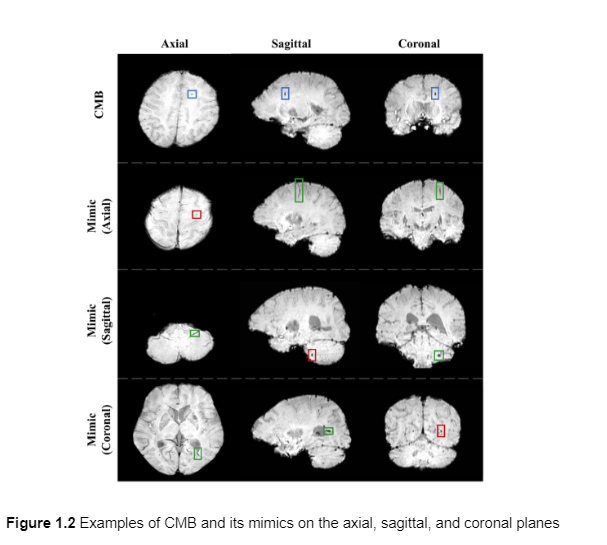 Axial Sagittal Coronal
CMB
Mimic
(Axial)
Mimic
(Sagittal)
Mimic
(Coronal)
Figure 1.2 Examples of CMB and its mimics on the axial, sagittal, and coronal planes